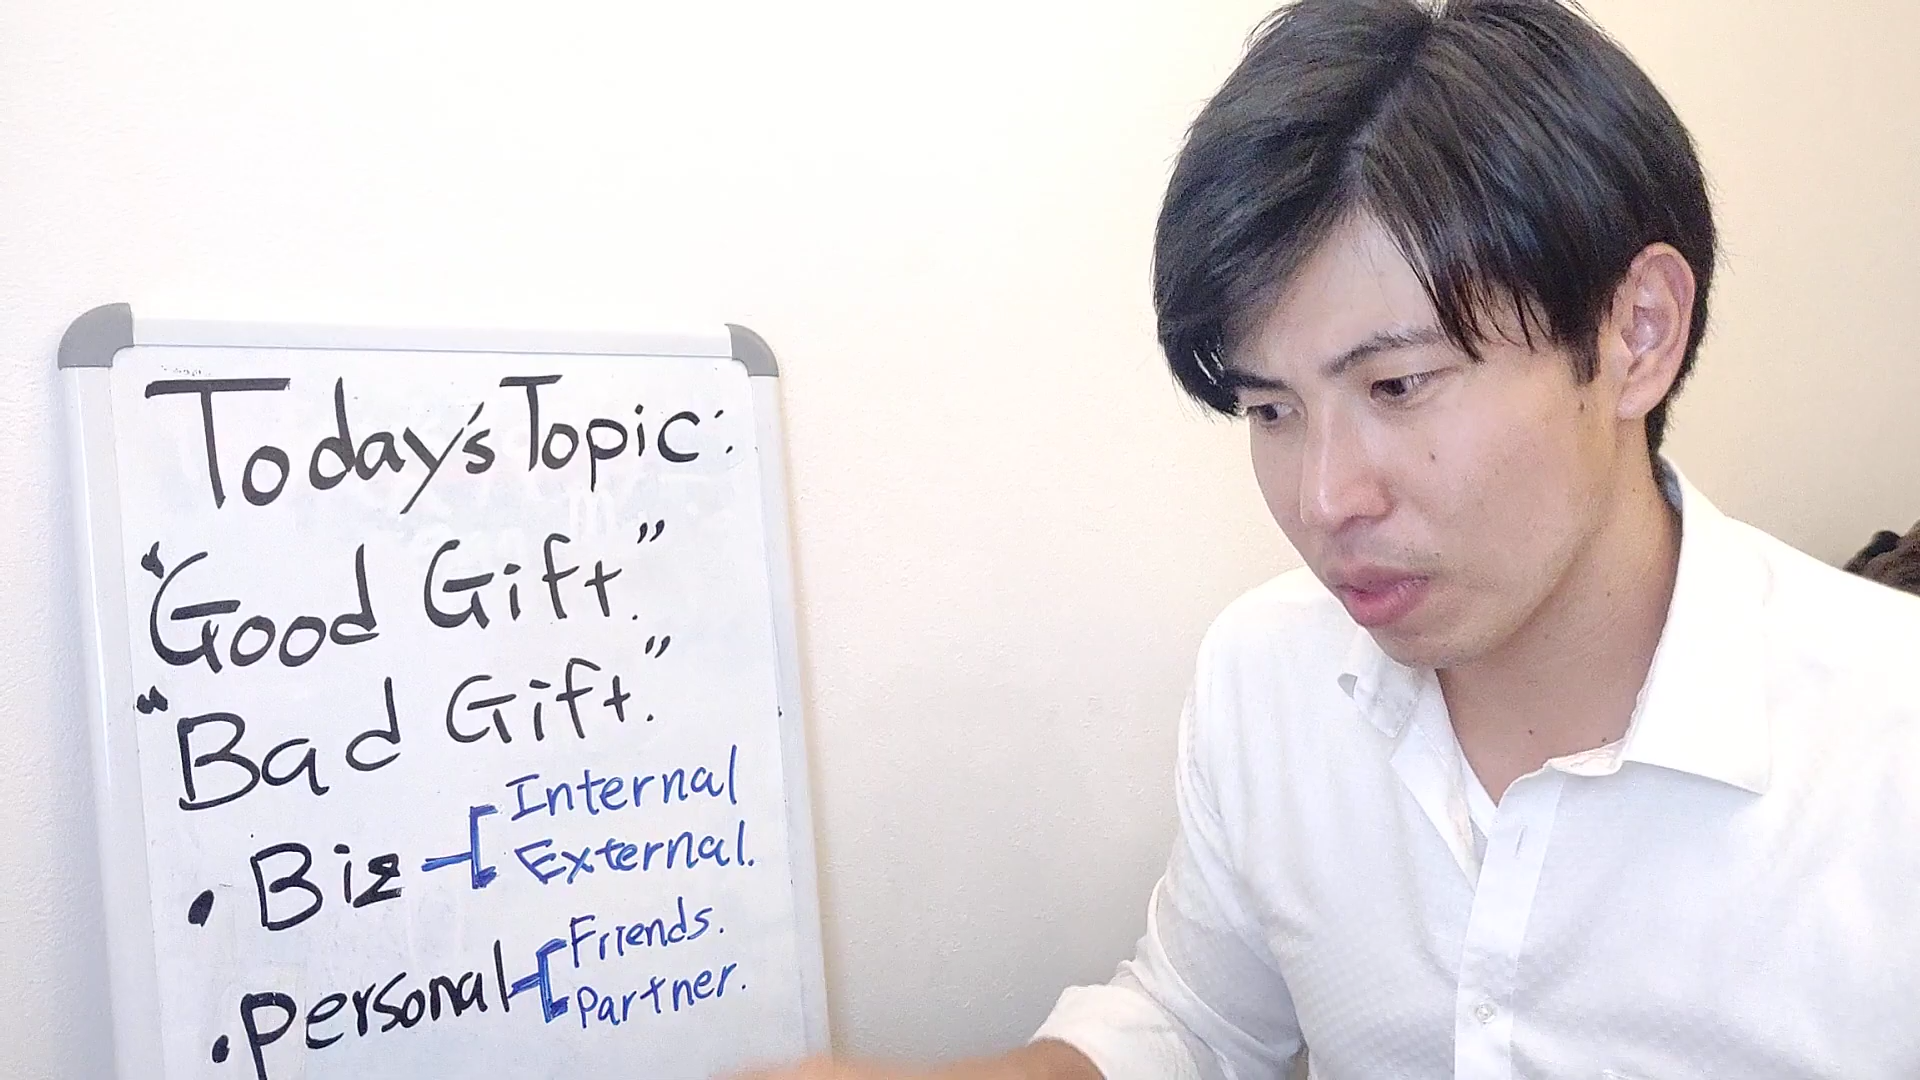 Today's Topic:
"Good Gift."
"Bad Gift."
• Biz Internal
External.
• Personal Friends.
Partner.